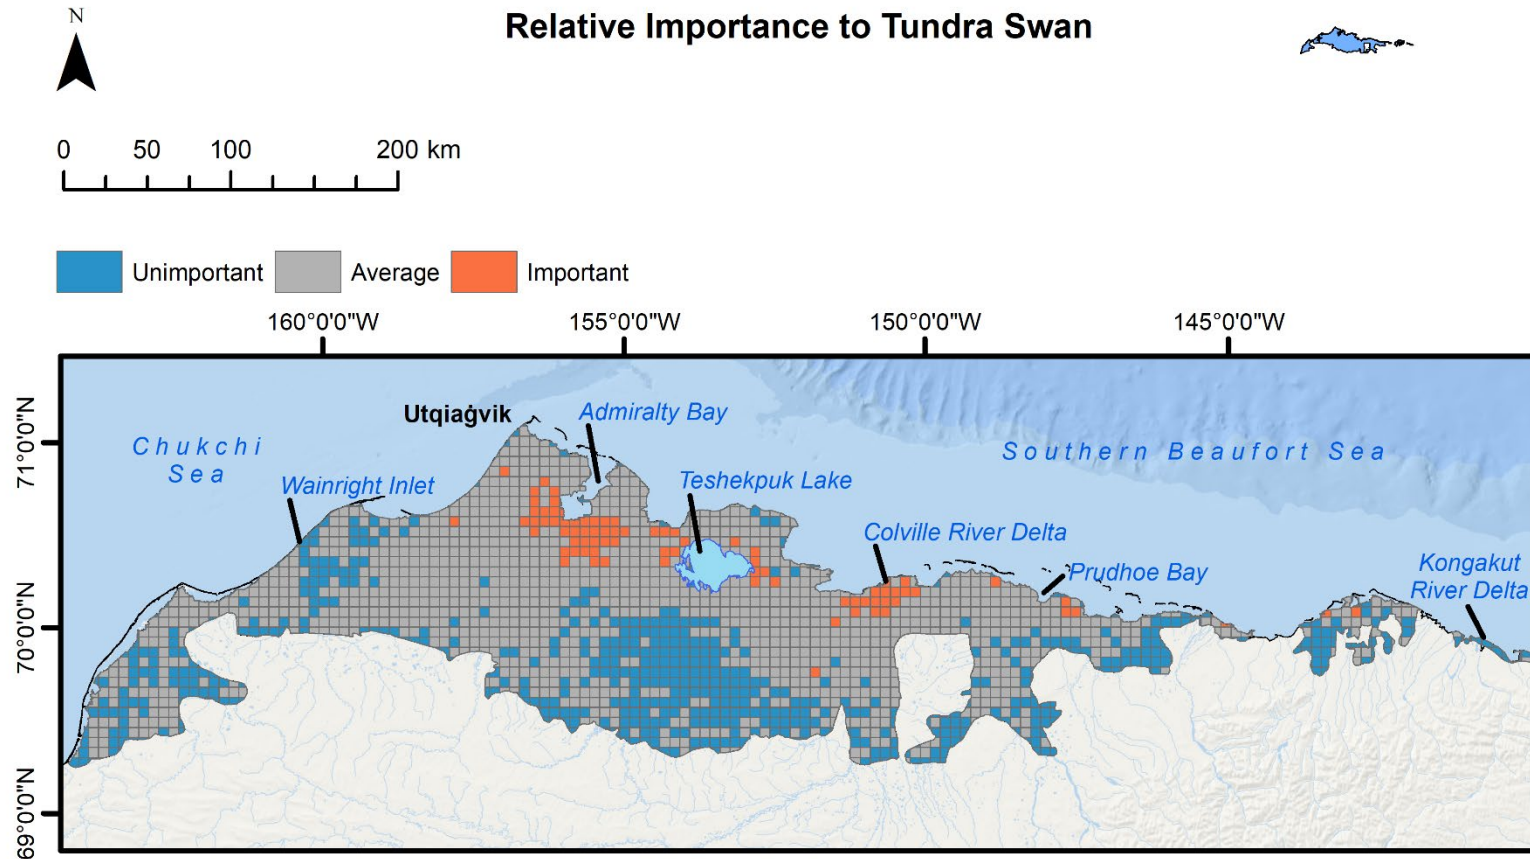 Relative Importance to Tundra Swan
N
0 50 100 200 km
Unimportant Average Important
160°0'0"W 155°0'0"W 150°0'0"W 145°0'0"W
71°0'0"N
70°0'0"N
69°0'0"N
Utqiaġvik
Admiralty Bay
Chukchi
Sea
Southern Beaufort Sea
Wainright Inlet
Teshekpuk Lake
Colville River Delta
Prudhoe Bay
Kongakut
River Delta